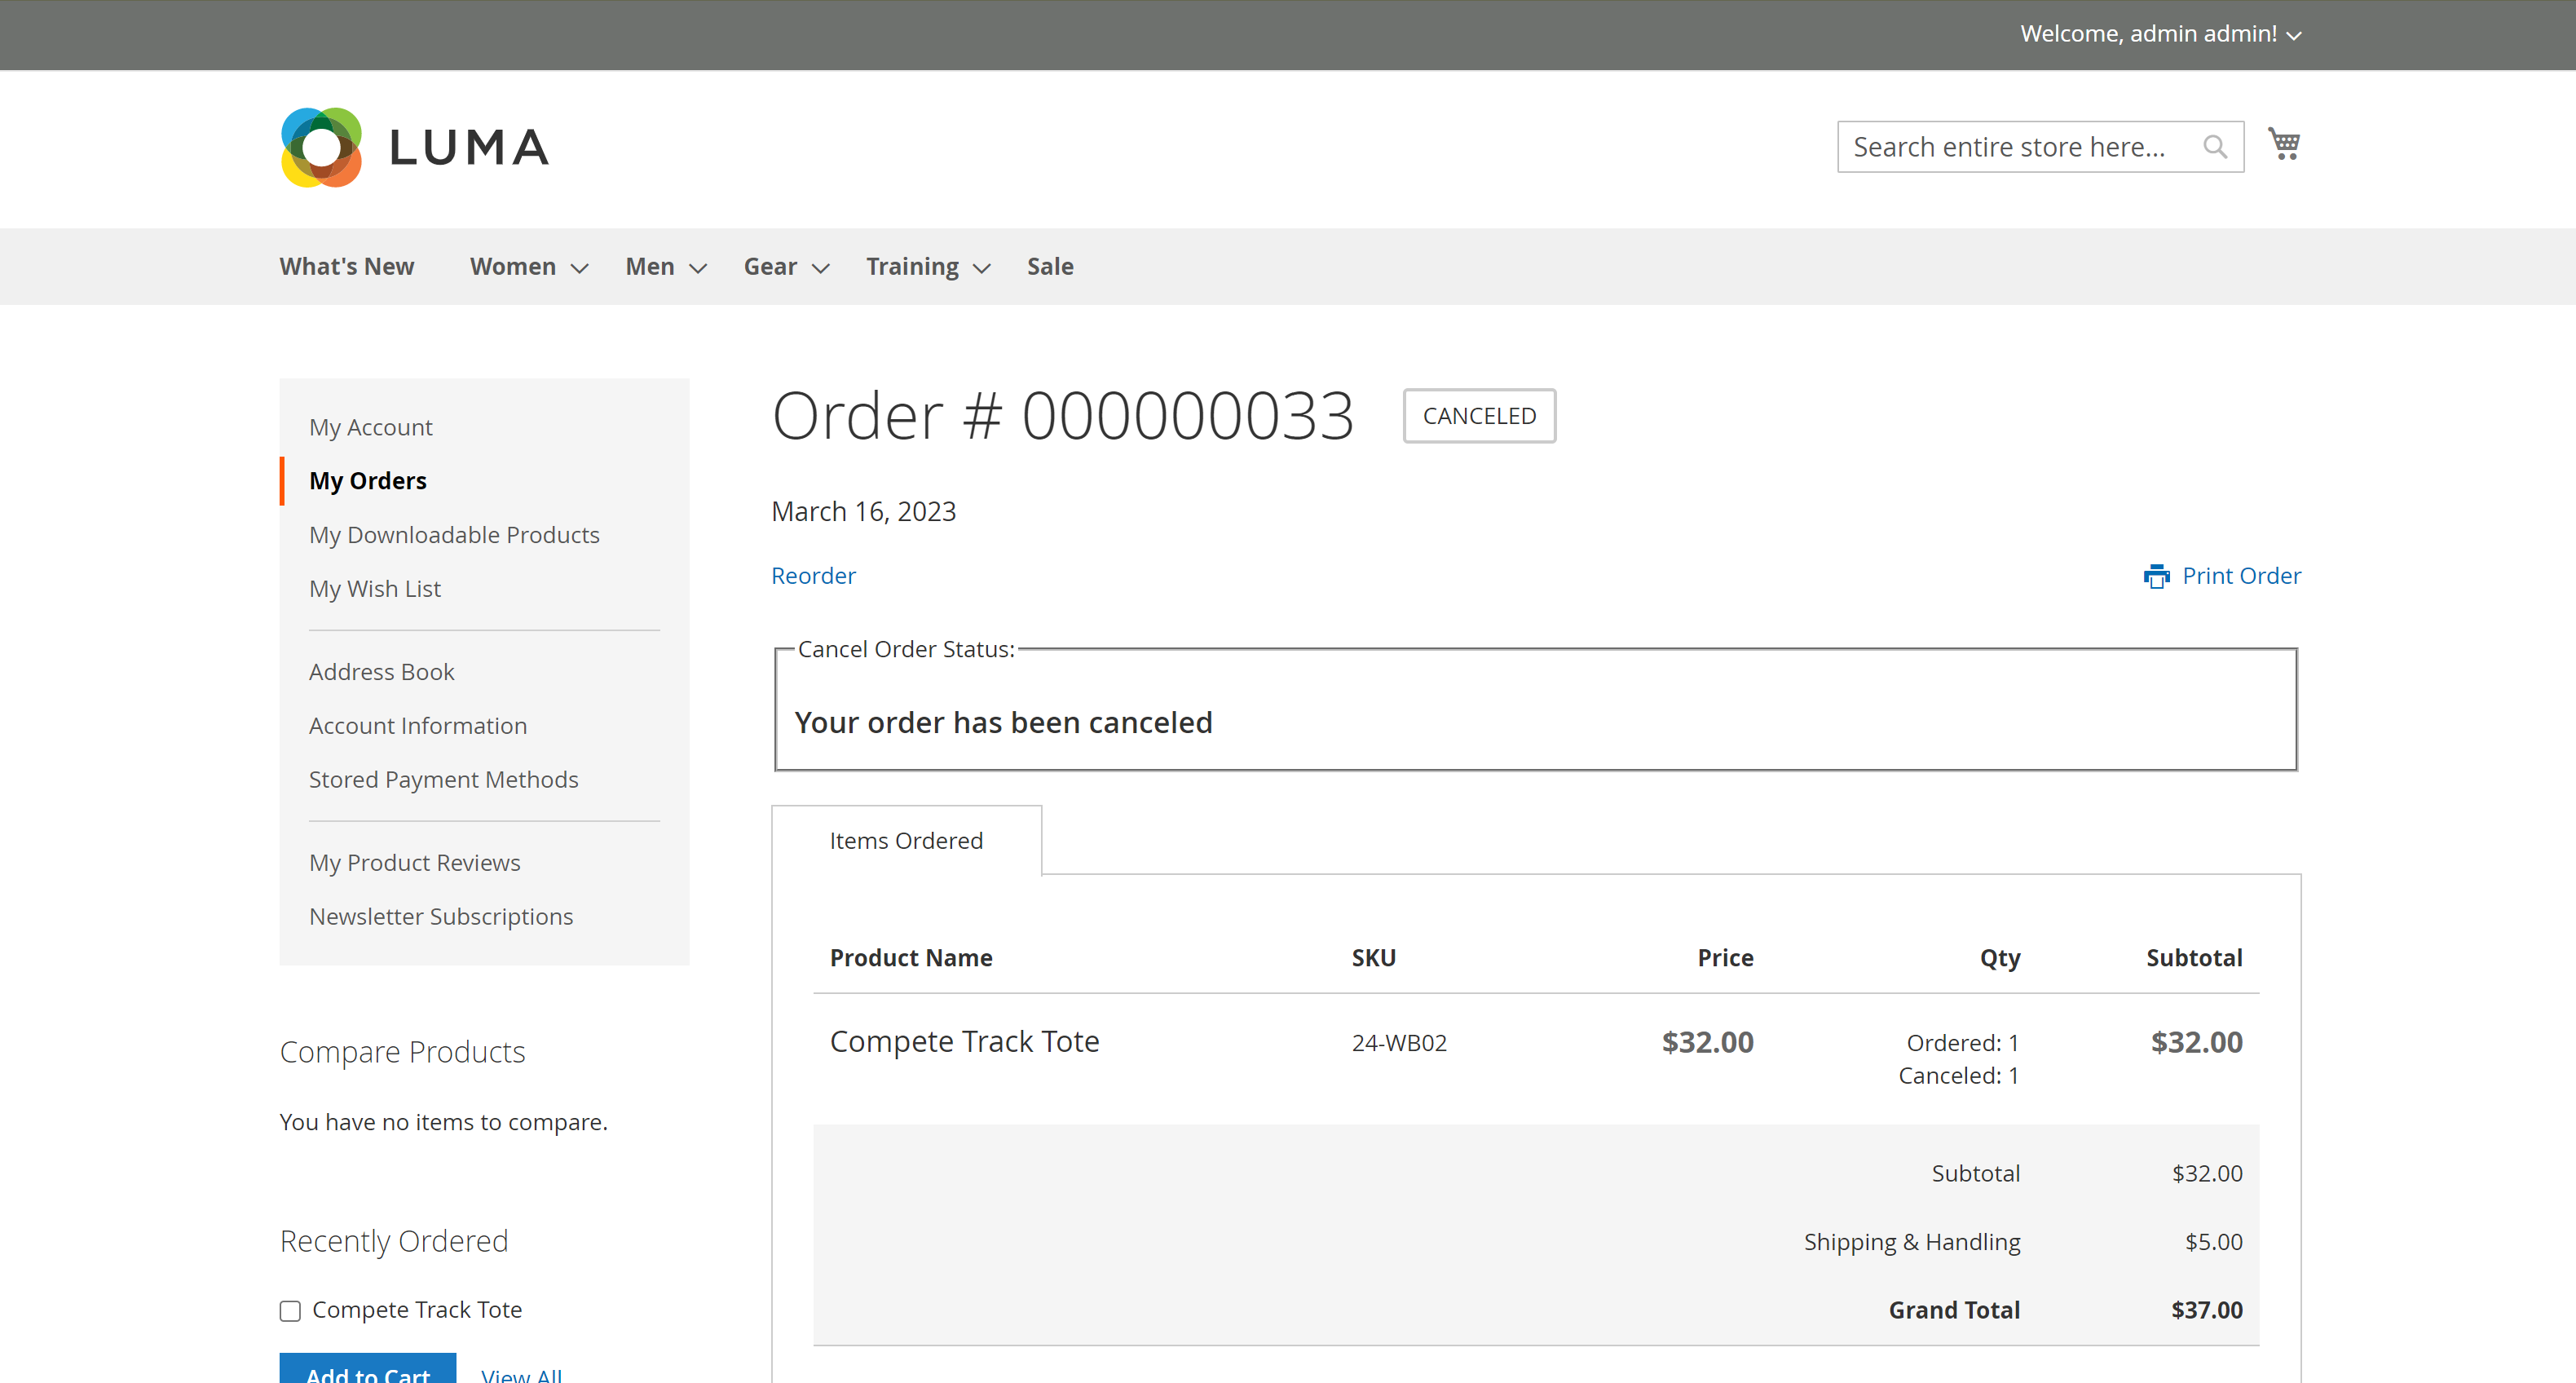 Welcome, admin admin!
LUMA
Search entire store here...
What's New Women Men Gear Training Sale
My Account
My Orders
My Downloadable Products
My Wish List
Address Book
Account Information
Stored Payment Methods
My Product Reviews
Newsletter Subscriptions
Compare Products
You have no items to compare.
Recently Ordered
Compete Track Tote
Add to Cart View All
Order # 000000033 CANCELED
March 16, 2023
Reorder Print Order
Cancel Order Status:
Your order has been canceled
Items Ordered
Product Name SKU Price Qty Subtotal
Compete Track Tote 24-WB02 $32.00 Ordered: 1 $32.00
Canceled: 1
Subtotal $32.00
Shipping & Handling $5.00
Grand Total $37.00